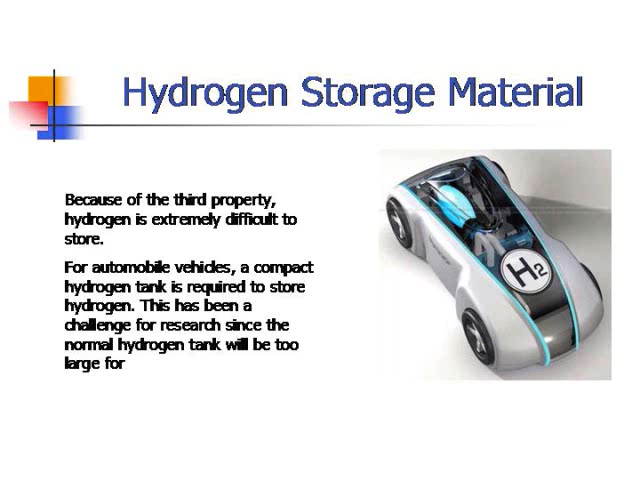 Hydrogen Storage Material
Because of the third property,
hydrogen is extremely difficult to
store.
For automobile vehicles, a compact
hydrogen tank is required to store
hydrogen. This has been a
challenge for research since the
normal hydrogen tank will be too
large for
H2